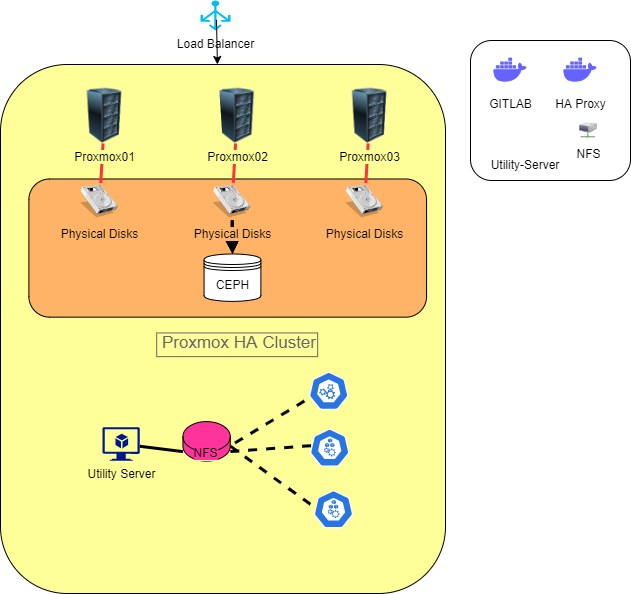 Load Balancer
GITLAB
HA Proxy
NFS
Utility-Server
Proxmox01
Proxmox02
Proxmox03
Physical Disks
Physical Disks
Physical Disks
CEPH
Proxmox HA Cluster
NFS
Utility Server